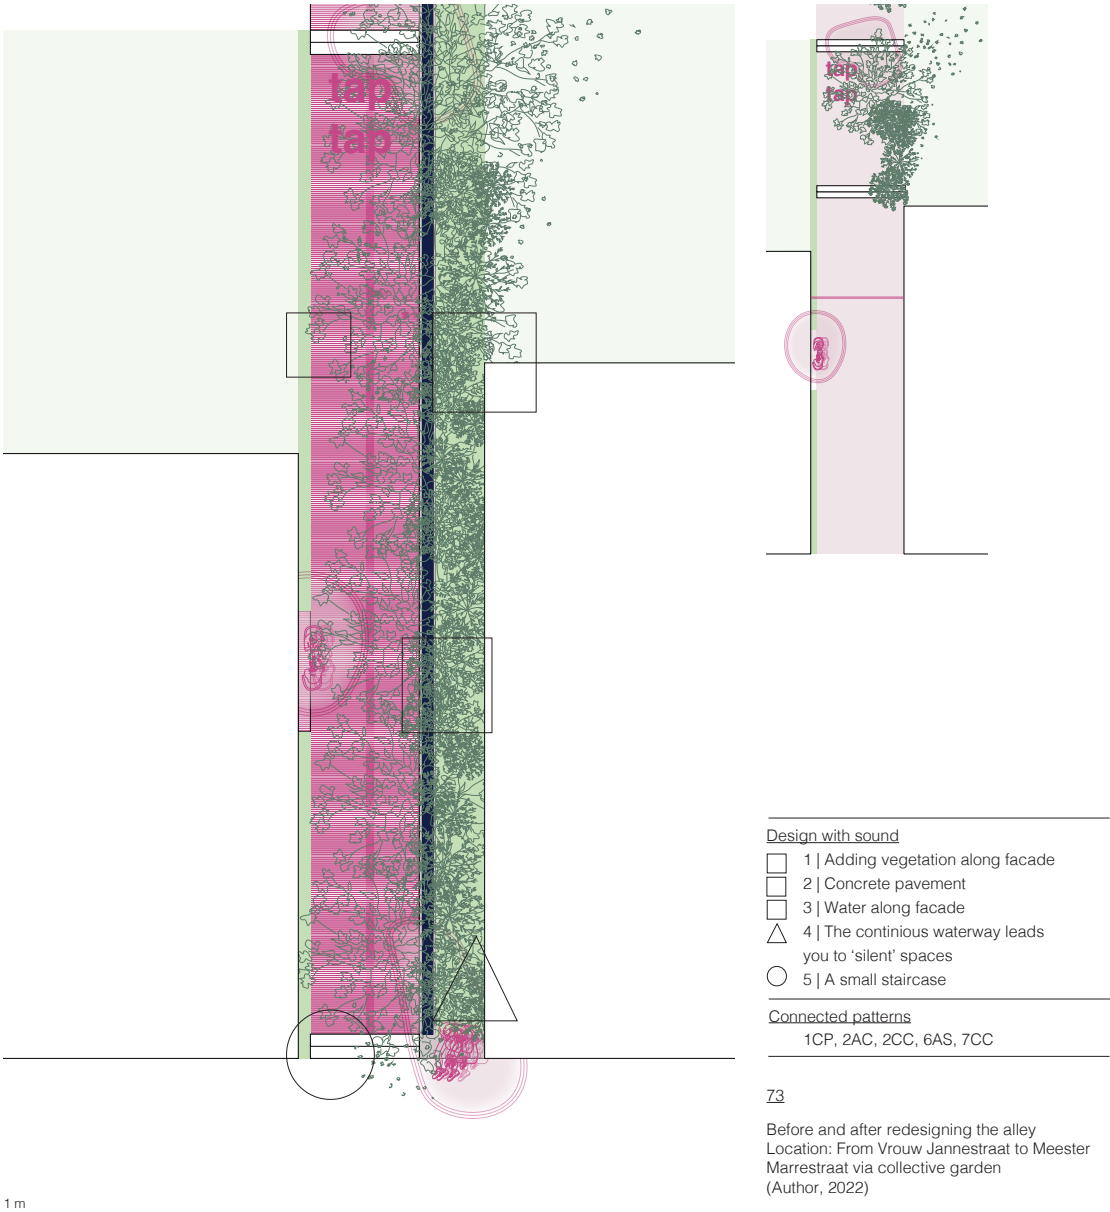 tap
tap
tap
tap
Design with sound
1 | Adding vegetation along facade
2 | Concrete pavement
3 | Water along facade
4 | The continious waterway leads
you to ‘silent’ spaces
5 | A small staircase
Connected patterns
1CP, 2AC, 2CC, 6AS, 7CC
73
Before and after redesigning the alley
Location: From Vrouw Jannestraat to Meester
Marrestraat via collective garden
(Author, 2022)
1 m